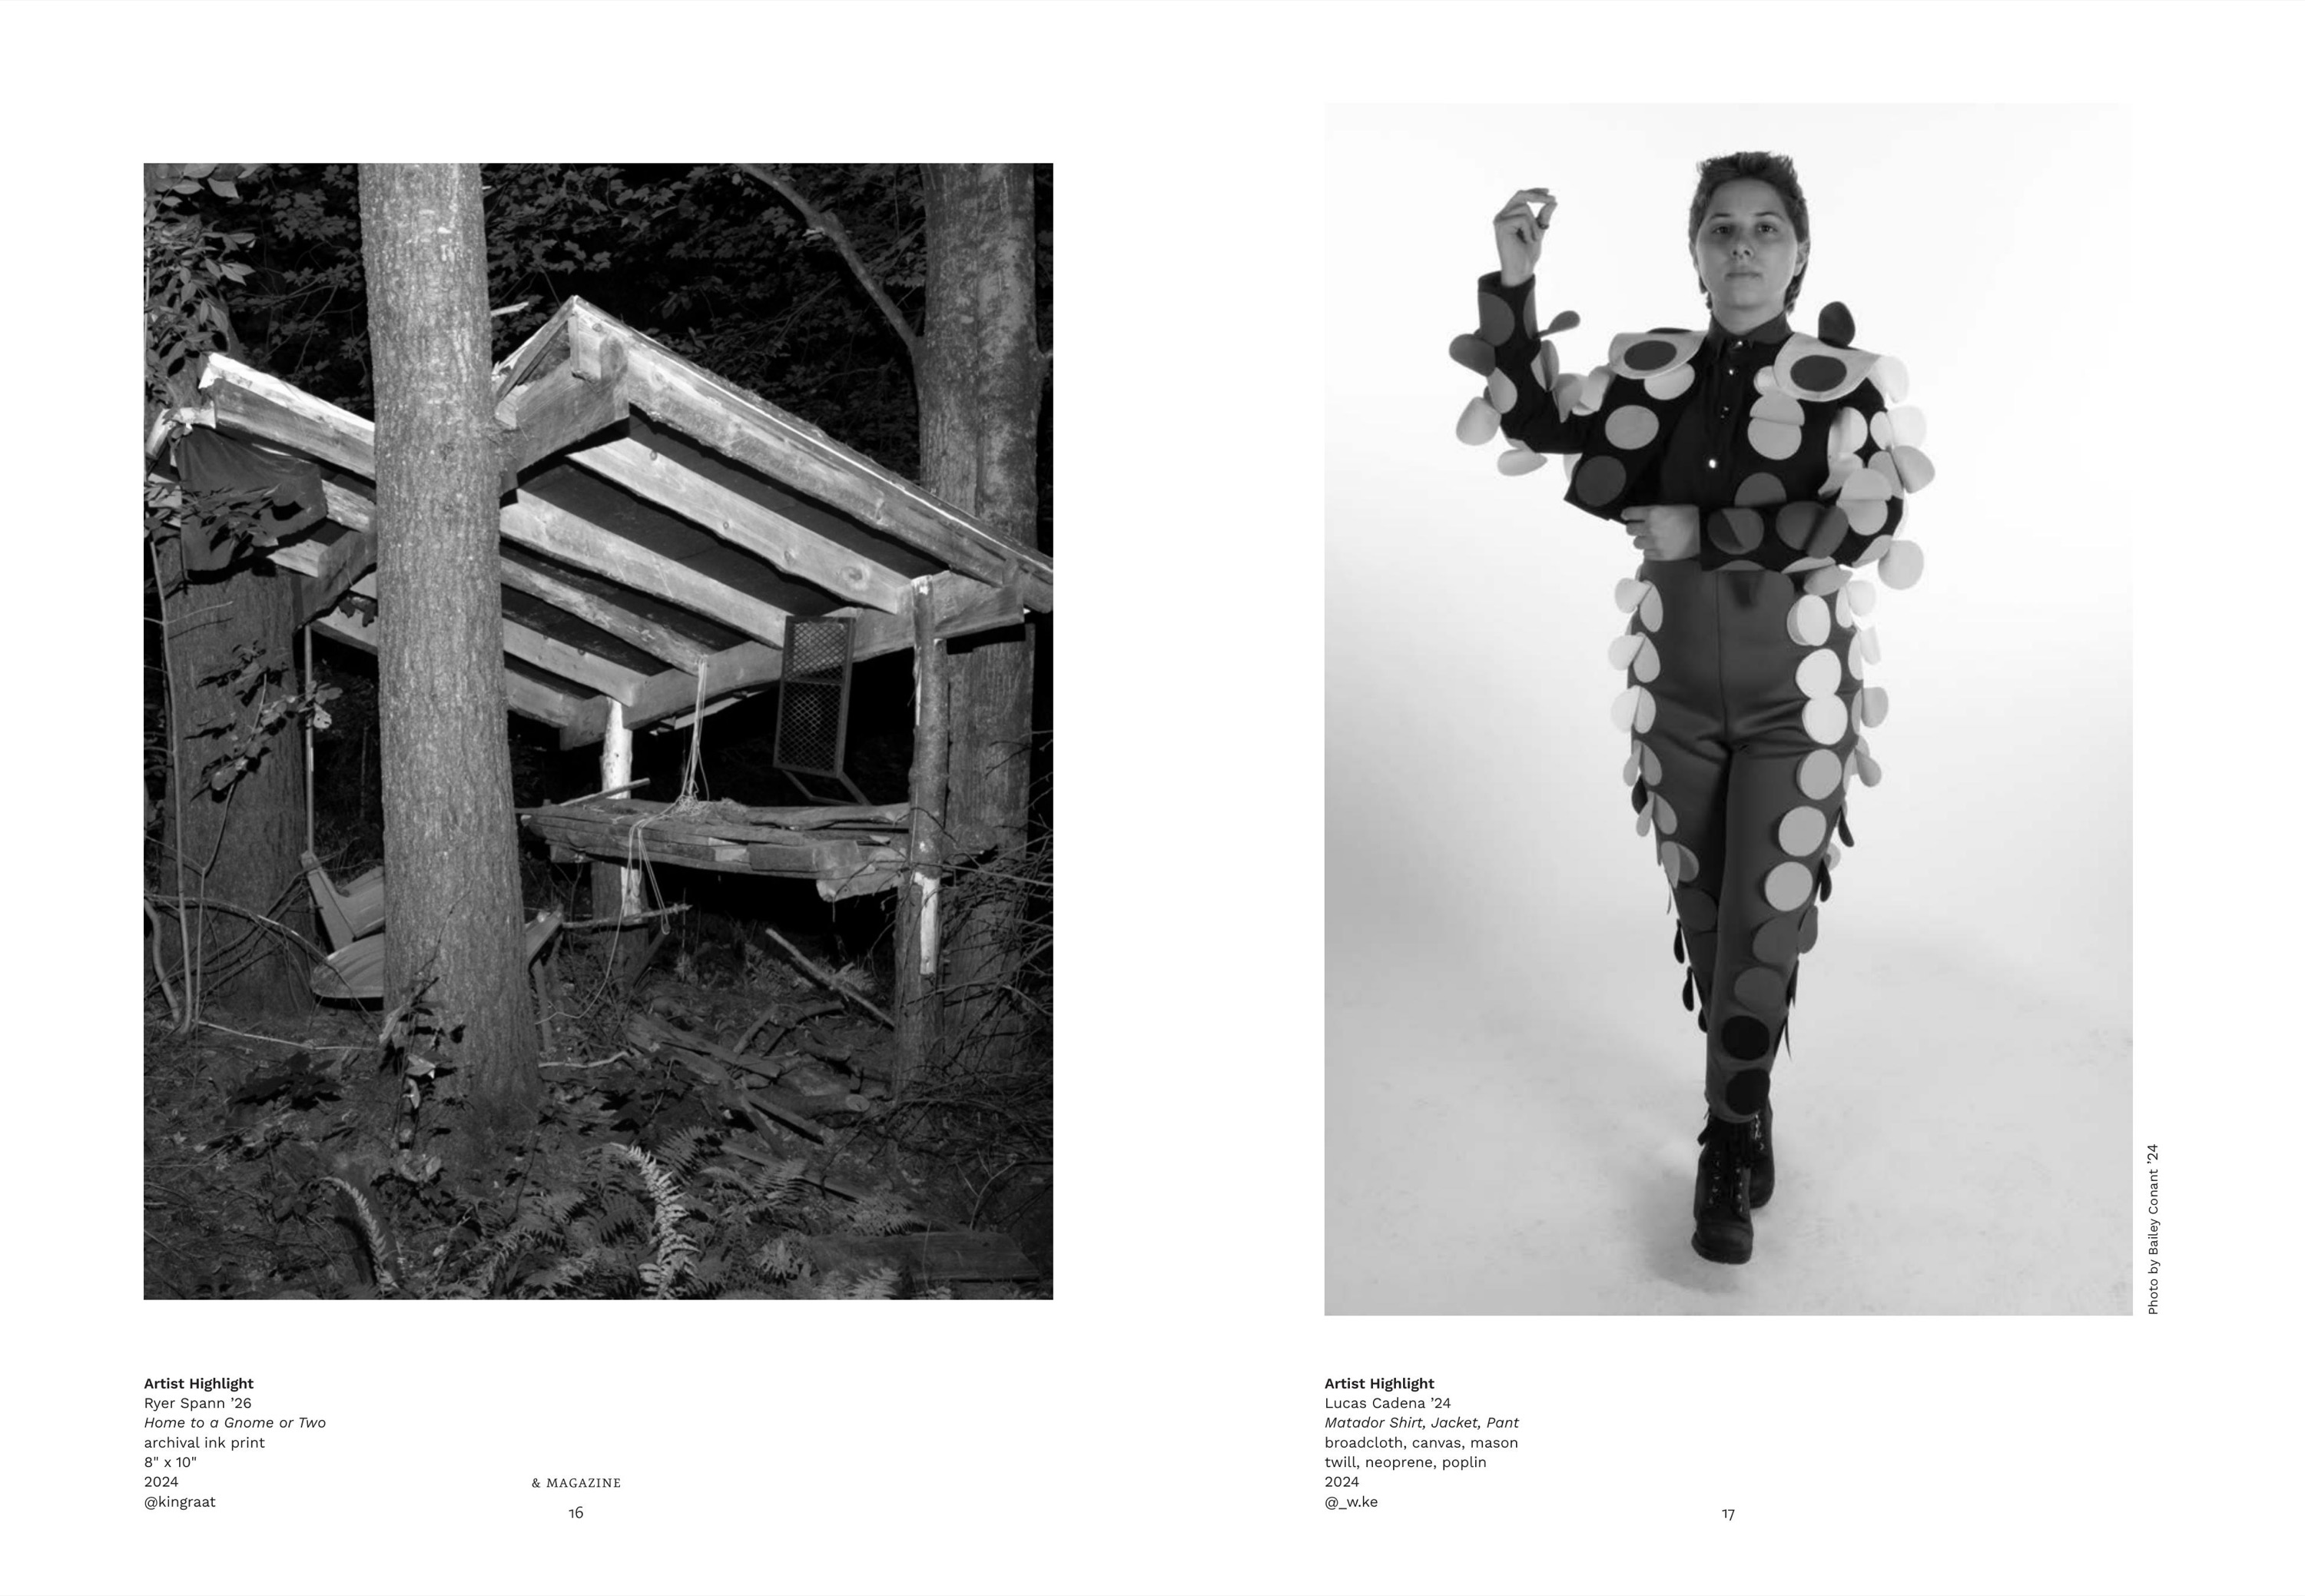 Artist Highlight
Ryer Spann ’26
Home to a Gnome or Two
archival ink print
8" x 10"
2024
@kingraat
& MAGAZINE
16
Photo by Bailey Conant ’24
Artist Highlight
Lucas Cadena ’24
Matador Shirt, Jacket, Pant
broadcloth, canvas, mason
twill, neoprene, poplin
2024
@_w.ke
17